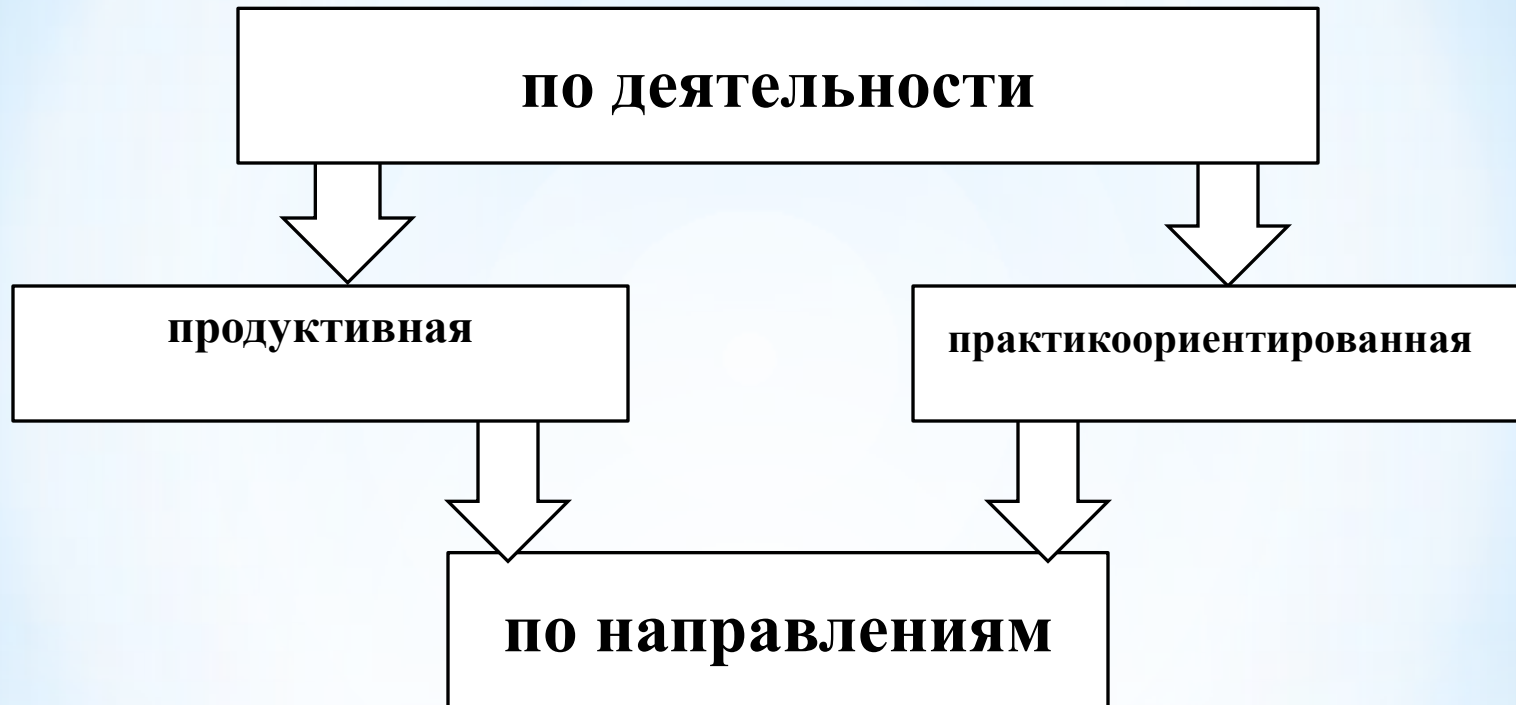 по деятельности
продуктивная
практикоориентированная
по направлениям